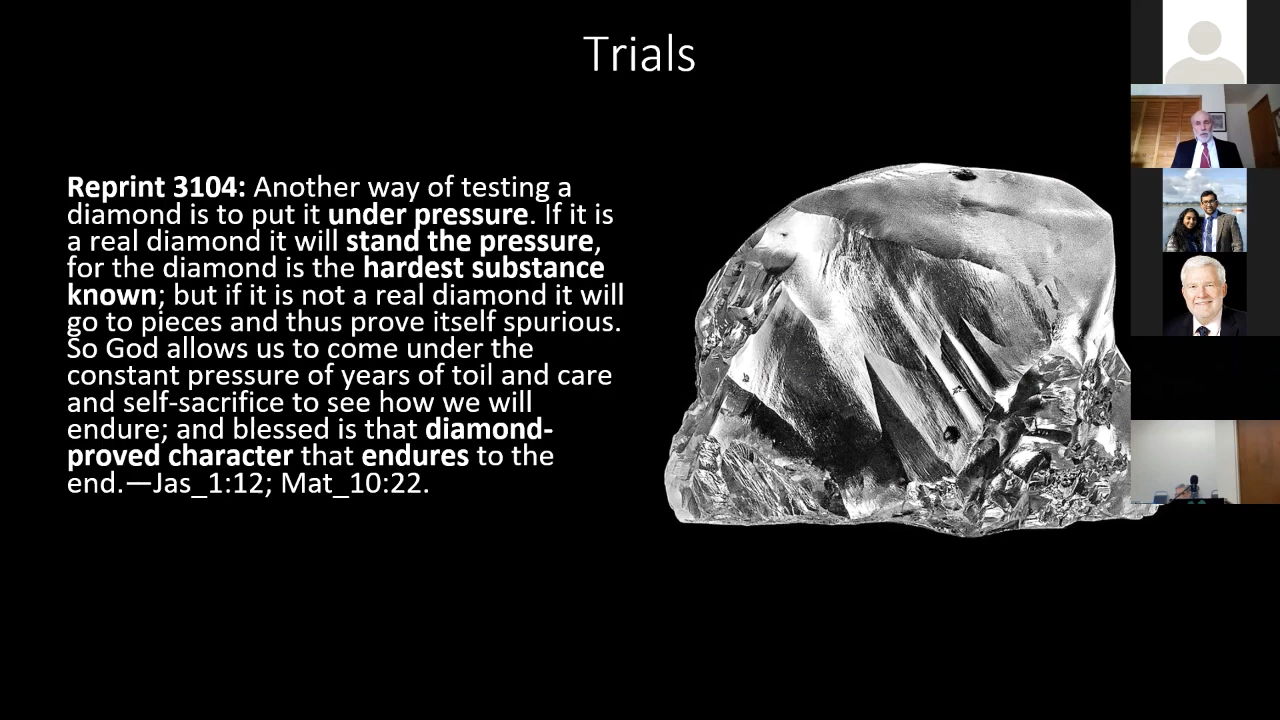 Trials
Reprint 3104: Another way of testing a
diamond is to put it under pressure. If it is
a real diamond it will stand the pressure,
for the diamond is the hardest substance
known; but if it is not a real diamond it will
go to pieces and thus prove itself spurious.
So God allows us to come under the
constant pressure of years of toil and care
and self-sacrifice to see how we will
endure; and blessed is that diamond-
proved character that endures to the
end.—Jas_1:12; Mat_10:22.